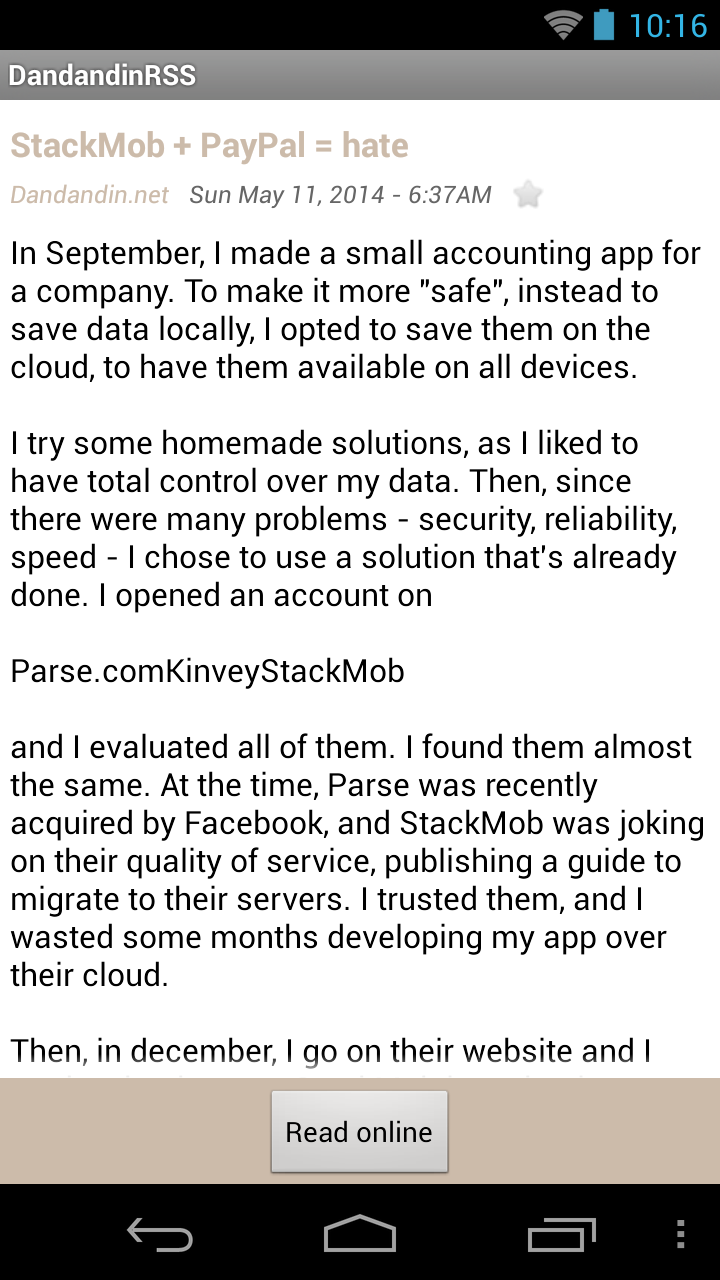 10:16
DandandinRSS
StackMob + PayPal = hate
Dandandin.net Sun May 11, 2014 - 6:37AM
In September, I made a small accounting app for
a company. To make it more "safe", instead to
save data locally, I opted to save them on the
cloud, to have them available on all devices.
I try some homemade solutions, as I liked to
have total control over my data. Then, since
there were many problems - security, reliability,
speed - I chose to use a solution that's already
done. I opened an account on
Parse.comKinveyStackMob
and I evaluated all of them. I found them almost
the same. At the time, Parse was recently
acquired by Facebook, and StackMob was joking
on their quality of service, publishing a guide to
migrate to their servers. I trusted them, and I
wasted some months developing my app over
their cloud.
Then, in december, I go on their website and I
Read online